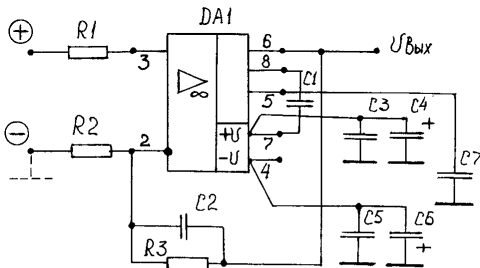 DA1
+ R1 3 6 Uвых
▷ ∞ 8 C1
5 C3 C4 +
+U 7 C7
− R2 2 -U 4
C2 C5 C6 +
R3